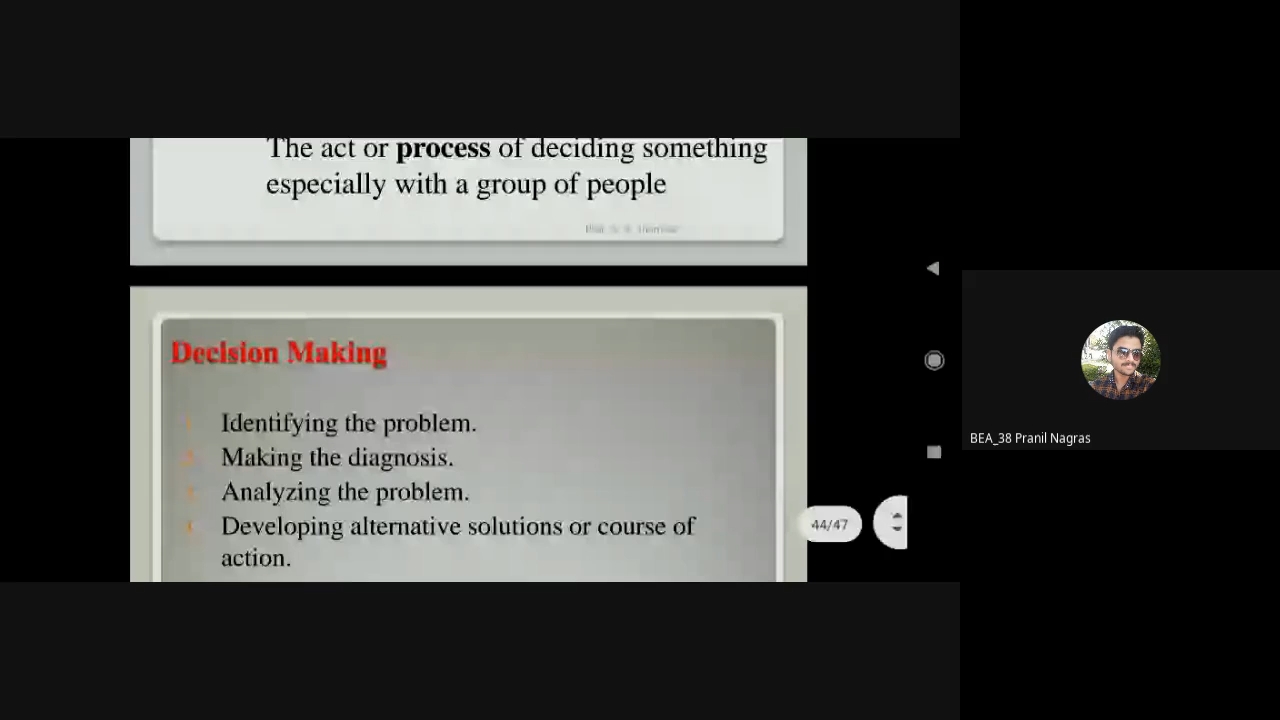 The act or process of deciding something
especially with a group of people
Decision Making
Identifying the problem.
Making the diagnosis.
Analyzing the problem.
Developing alternative solutions or course of
action.
44/47
BEA_38 Pranil Nagras